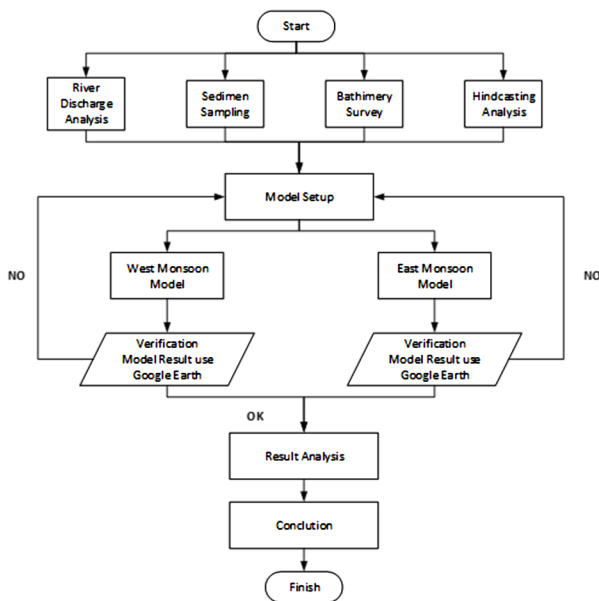 Start
River
Discharge
Analysis
Sedimen
Sampling
Bathimery
Survey
Hindcasting
Analysis
Model Setup
NO
NO
West Monsoon
Model
East Monsoon
Model
Verification
Model Result use
Google Earth
Verification
Model Result use
Google Earth
OK
Result Analysis
Conclution
Finish